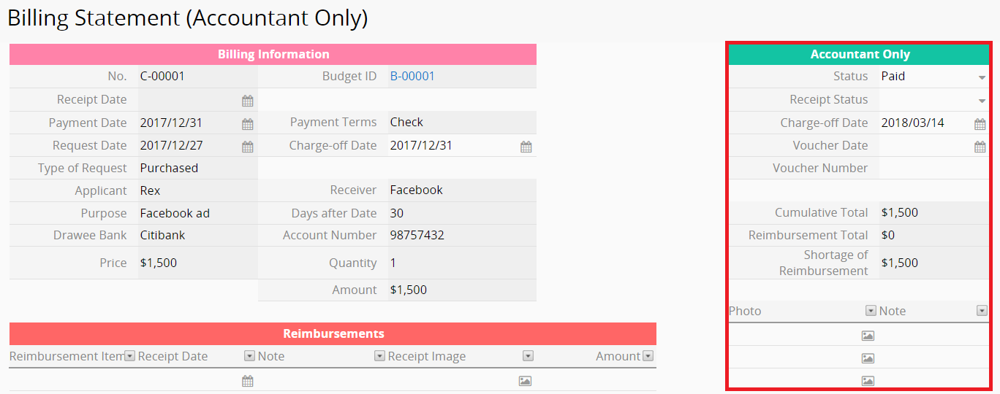 Billing Statement (Accountant Only)
Billing Information
No. C-00001 Budget ID B-00001
Receipt Date
Payment Date 2017/12/31 Payment Terms Check
Request Date 2017/12/27 Charge-off Date 2017/12/31
Type of Request Purchased
Applicant Rex Receiver Facebook
Purpose Facebook ad Days after Date 30
Drawee Bank Citibank Account Number 98757432
Price $1,500 Quantity 1
Amount $1,500
Reimbursements
Reimbursement Item Receipt Date Note Receipt Image Amount
Accountant Only
Status Paid
Receipt Status
Charge-off Date 2018/03/14
Voucher Date
Voucher Number
Cumulative Total $1,500
Reimbursement Total $0
Shortage of
Reimbursement $1,500
Photo Note